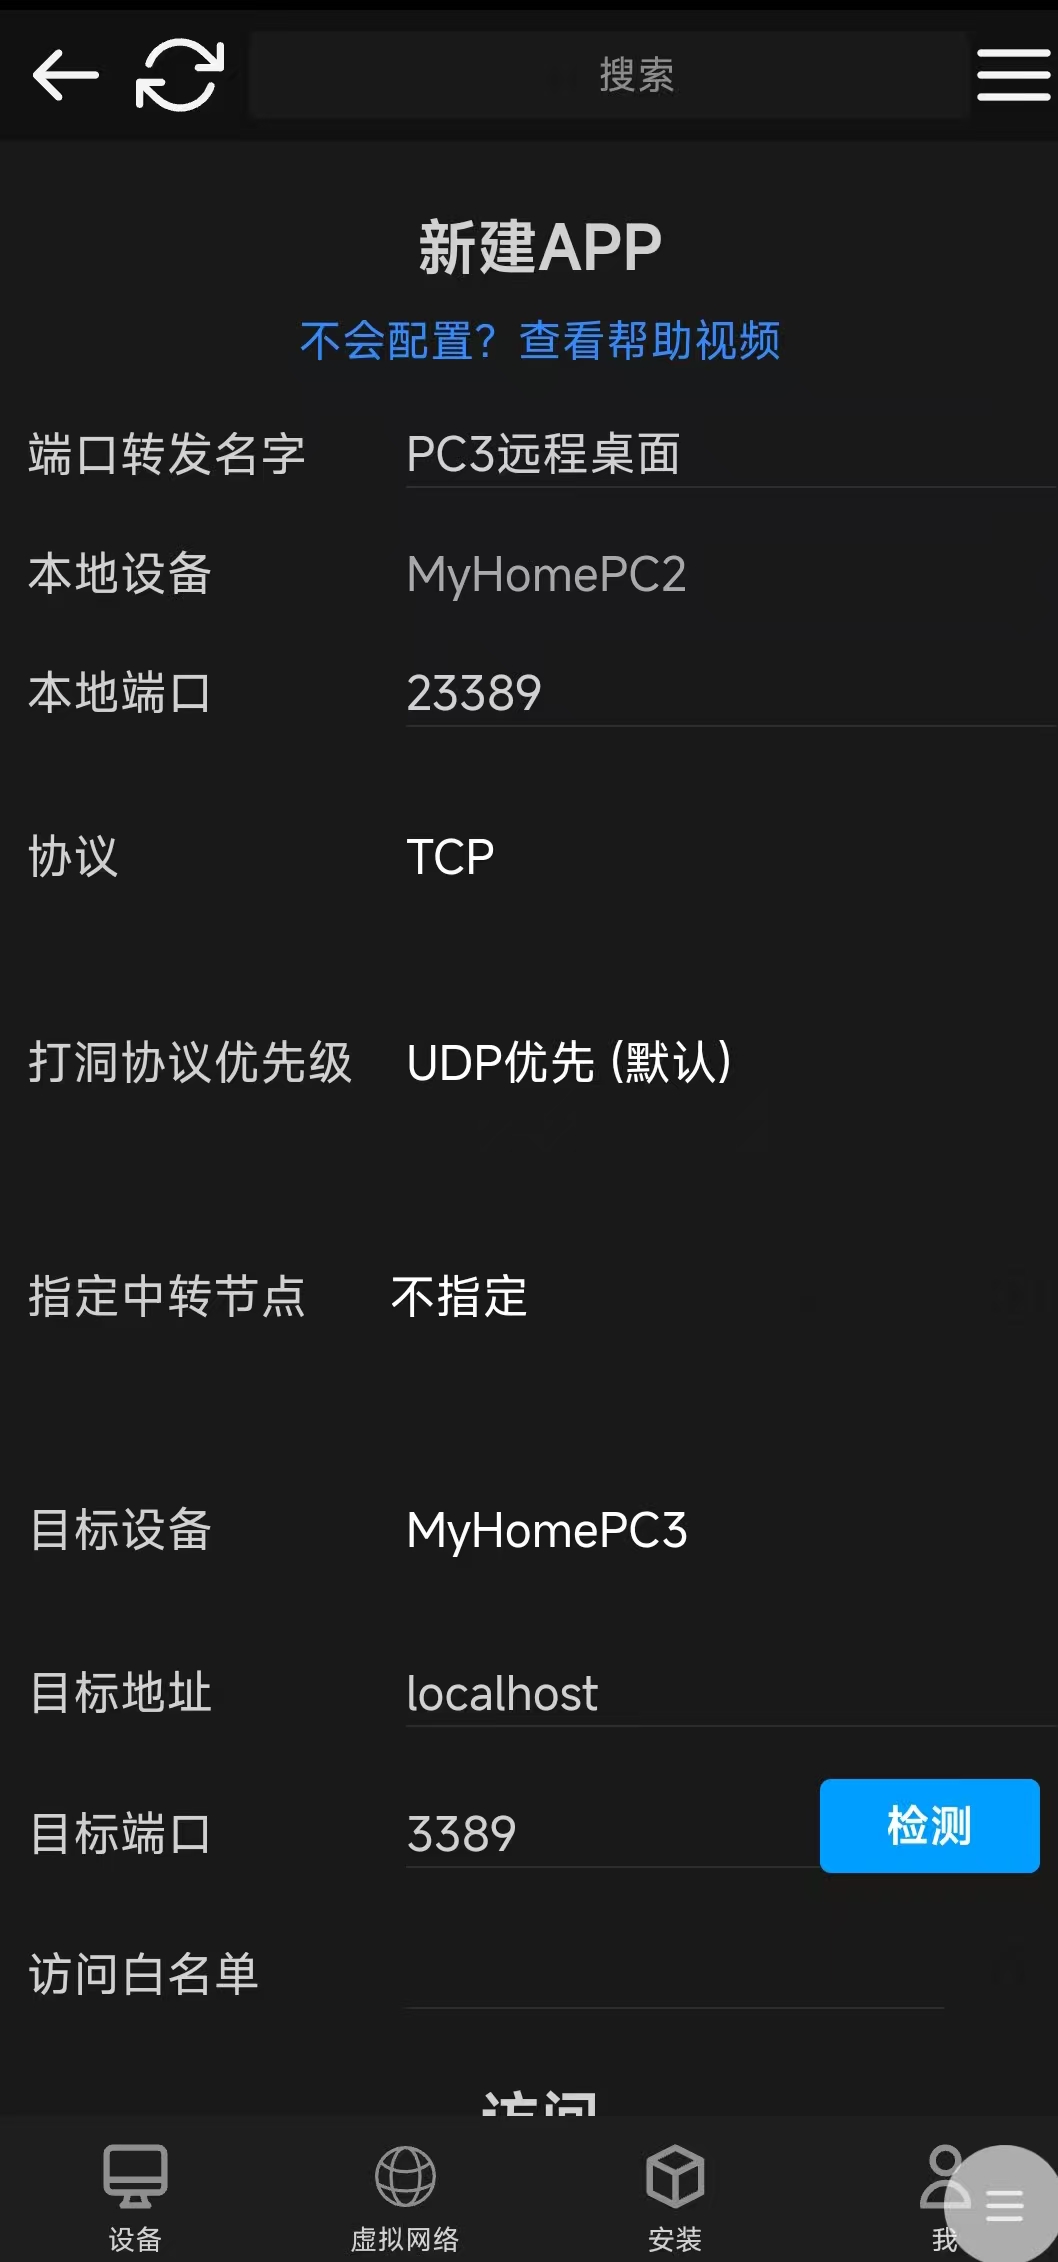 搜索
新建APP
不会配置？查看帮助视频
端口转发名字 PC3远程桌面
本地设备 MyHomePC2
本地端口 23389
协议 TCP
打洞协议优先级 UDP优先 (默认)
指定中转节点 不指定
目标设备 MyHomePC3
目标地址 localhost
目标端口 3389 检测
访问白名单
访问
设备 虚拟网络 安装 我